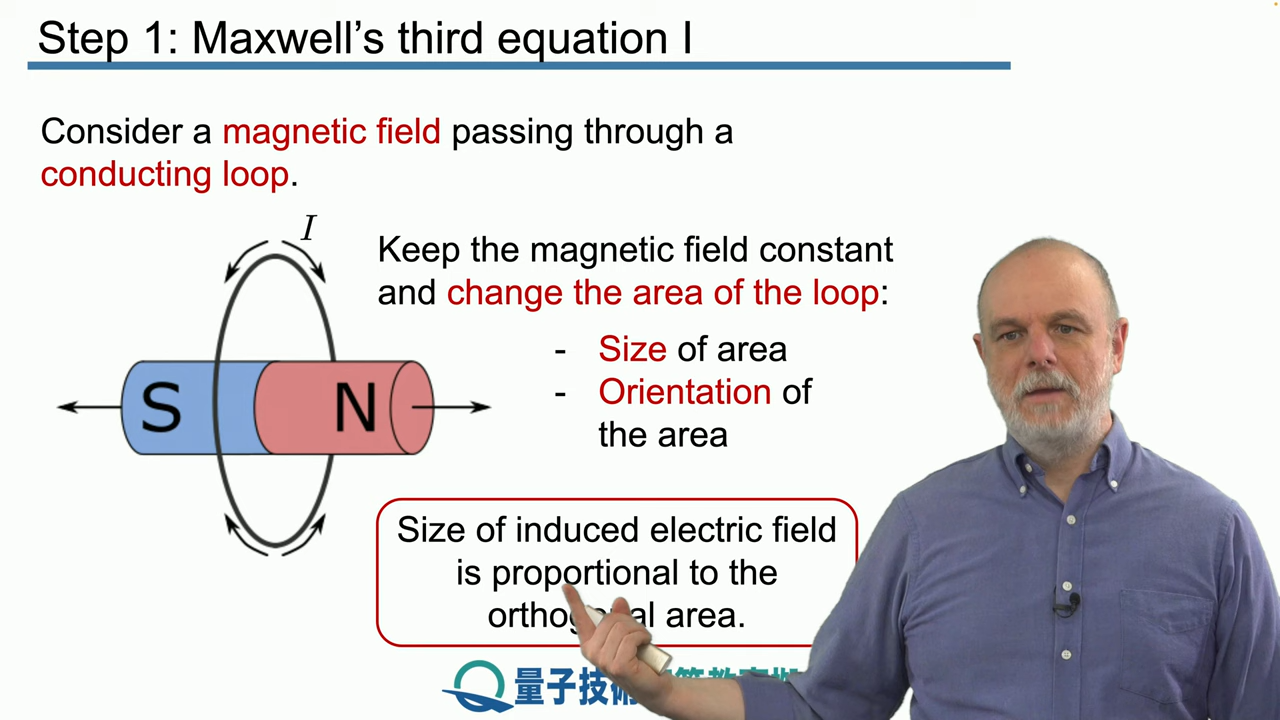 Step 1: Maxwell's third equation I
Consider a magnetic field passing through a
conducting loop.
I
Keep the magnetic field constant
and change the area of the loop:
- Size of area
- Orientation of
the area
S
N
Size of induced electric field
is proportional to the
orthogonal area.
量子技術